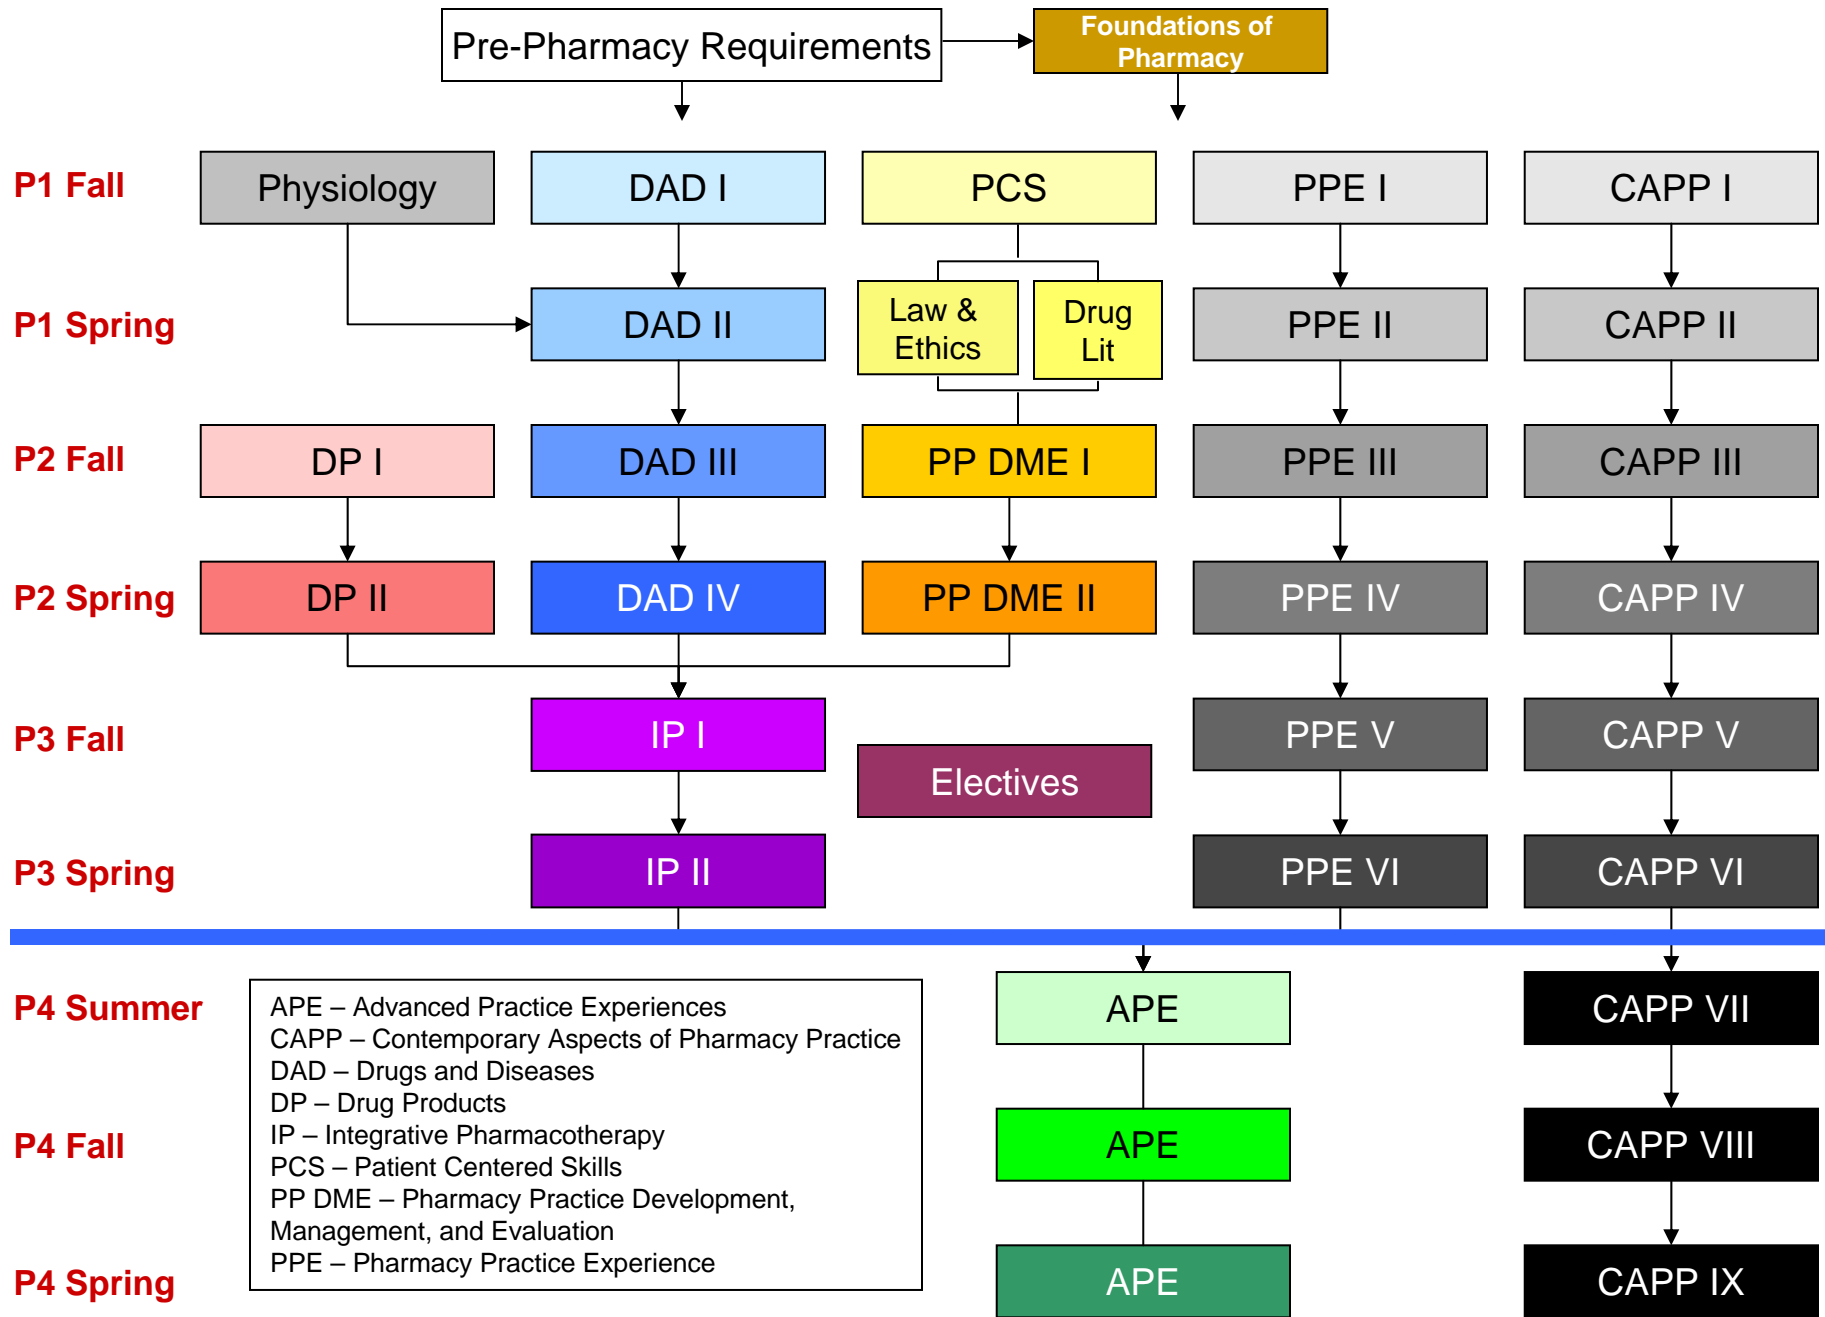 Pre-Pharmacy Requirements
Foundations of
Pharmacy
P1 Fall
Physiology
DAD I
PCS
PPE I
CAPP I
P1 Spring
DAD II
Law &
Ethics
Drug
Lit
PPE II
CAPP II
P2 Fall
DP I
DAD III
PP DME I
PPE III
CAPP III
P2 Spring
DP II
DAD IV
PP DME II
PPE IV
CAPP IV
P3 Fall
IP I
Electives
PPE V
CAPP V
P3 Spring
IP II
PPE VI
CAPP VI
P4 Summer
APE – Advanced Practice Experiences
CAPP – Contemporary Aspects of Pharmacy Practice
DAD – Drugs and Diseases
DP – Drug Products
IP – Integrative Pharmacotherapy
PCS – Patient Centered Skills
PP DME – Pharmacy Practice Development,
Management, and Evaluation
PPE – Pharmacy Practice Experience
APE
CAPP VII
P4 Fall
APE
CAPP VIII
P4 Spring
APE
CAPP IX